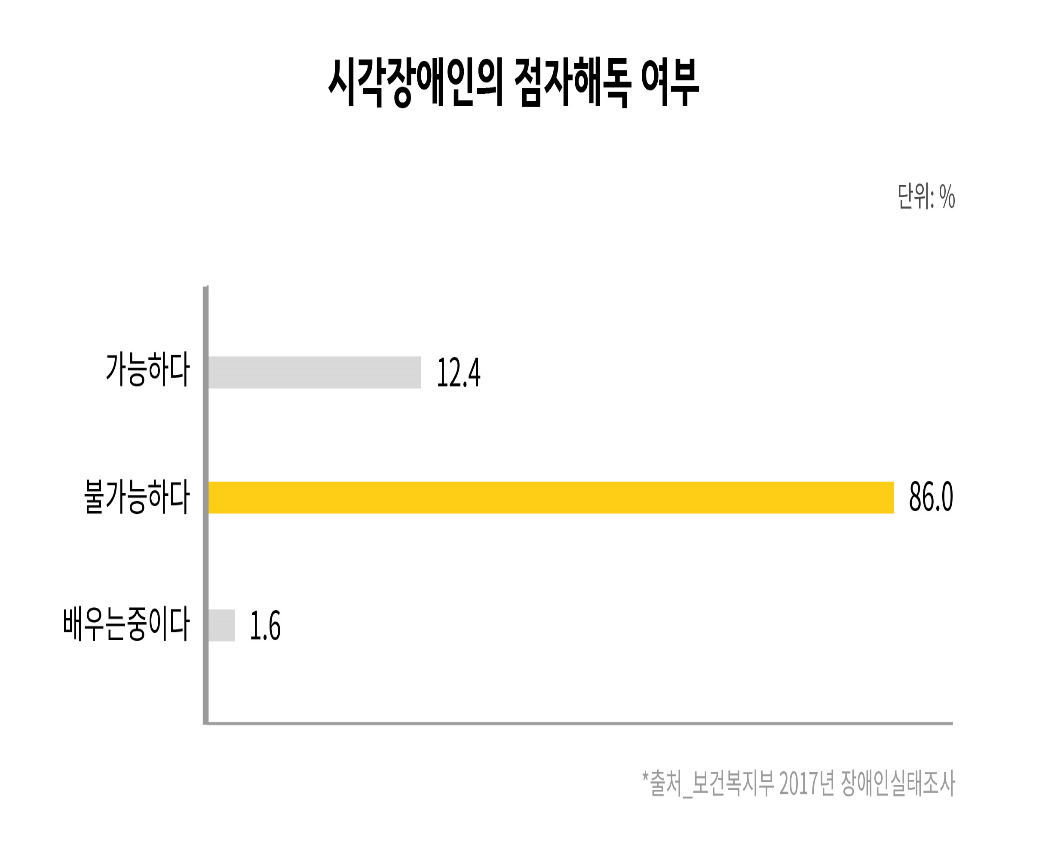 시각장애인의 점자해독 여부
단위: %
가능하다 12.4
불가능하다 86.0
배우는중이다 1.6
*출처_보건복지부 2017년 장애인실태조사